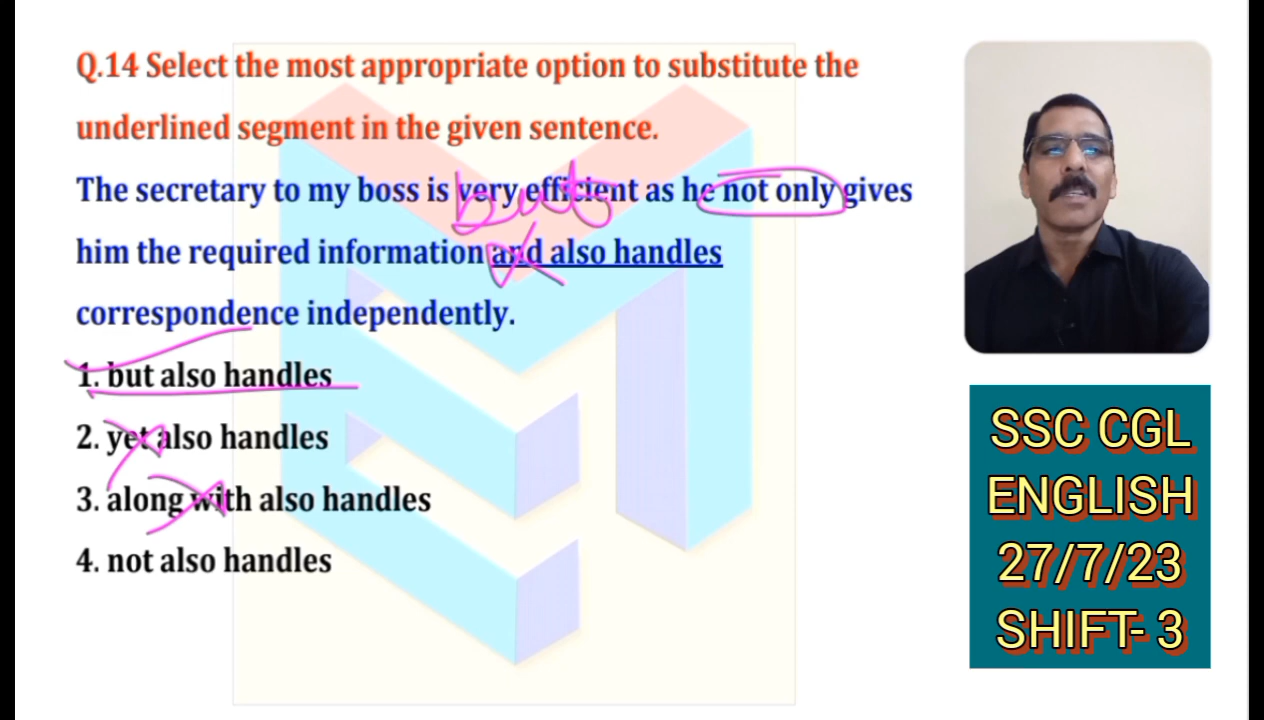 Q.14 Select the most appropriate option to substitute the
underlined segment in the given sentence.
The secretary to my boss is very efficient as he not only gives
but
him the required information and also handles
correspondence independently.
1. but also handles
2. yet also handles
3. along with also handles
4. not also handles
SSC CGL
ENGLISH
27/7/23
SHIFT- 3